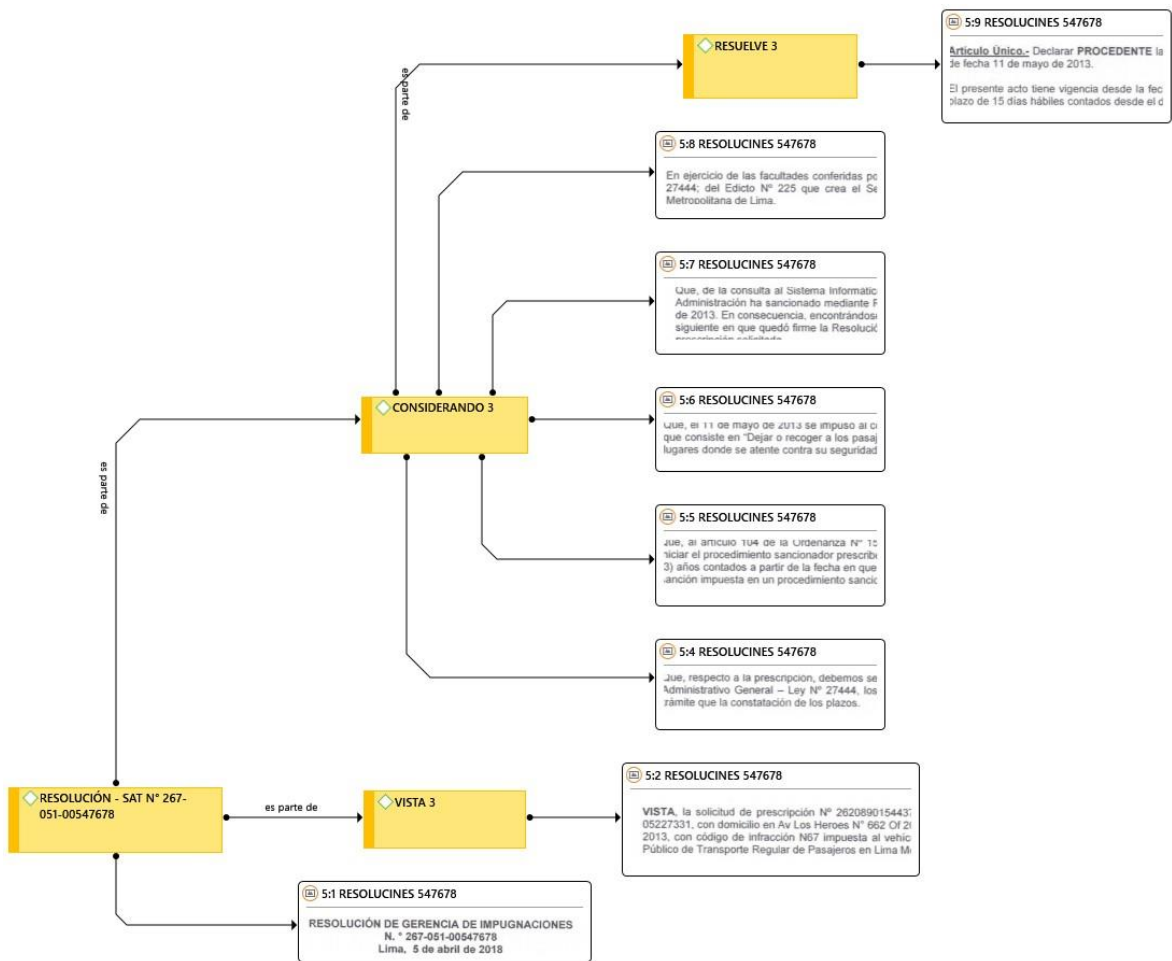 5:9 RESOLUCINES 547678
Artículo Único.- Declarar PROCEDENTE la
de fecha 11 de mayo de 2013.
El presente acto tiene vigencia desde la fec
plazo de 15 días hábiles contados desde el d
RESUELVE 3
es parte de
5:8 RESOLUCINES 547678
En ejercicio de las facultades conferidas po
27444; del Edicto Nº 225 que crea el Se
Metropolitana de Lima.
5:7 RESOLUCINES 547678
Que, de la consulta al Sistema Informátic
Administración ha sancionado mediante
de 2013. En consecuencia, encontrándos
siguiente en que quedó firme la Resoluci
prescripción solicitada
CONSIDERANDO 3
5:6 RESOLUCINES 547678
Que, el 11 de mayo de 2013 se impuso al
que consiste en "Dejar o recoger a los pasaj
lugares donde se atente contra su seguridad
es parte de
5:5 RESOLUCINES 547678
que, al artículo 104 de la Ordenanza Nº 15
niciar el procedimiento sancionador prescrib
3) años contados a partir de la fecha en que
anción impuesta en un procedimiento sancio
5:4 RESOLUCINES 547678
Que, respecto a la prescripción, debemos se
Administrativo General – Ley Nº 27444, los
trámite que la constatación de los plazos.
5:2 RESOLUCINES 547678
VISTA, la solicitud de prescripción Nº 2620890154437
05227331, con domicilio en Av Los Heroes N° 662 Of 20
2013, con código de infracción N67 impuesta al vehíc
Público de Transporte Regular de Pasajeros en Lima M
RESOLUCIÓN - SAT N° 267-
051-00547678
es parte de
VISTA 3
5:1 RESOLUCINES 547678
RESOLUCIÓN DE GERENCIA DE IMPUGNACIONES
N. ° 267-051-00547678
Lima, 5 de abril de 2018